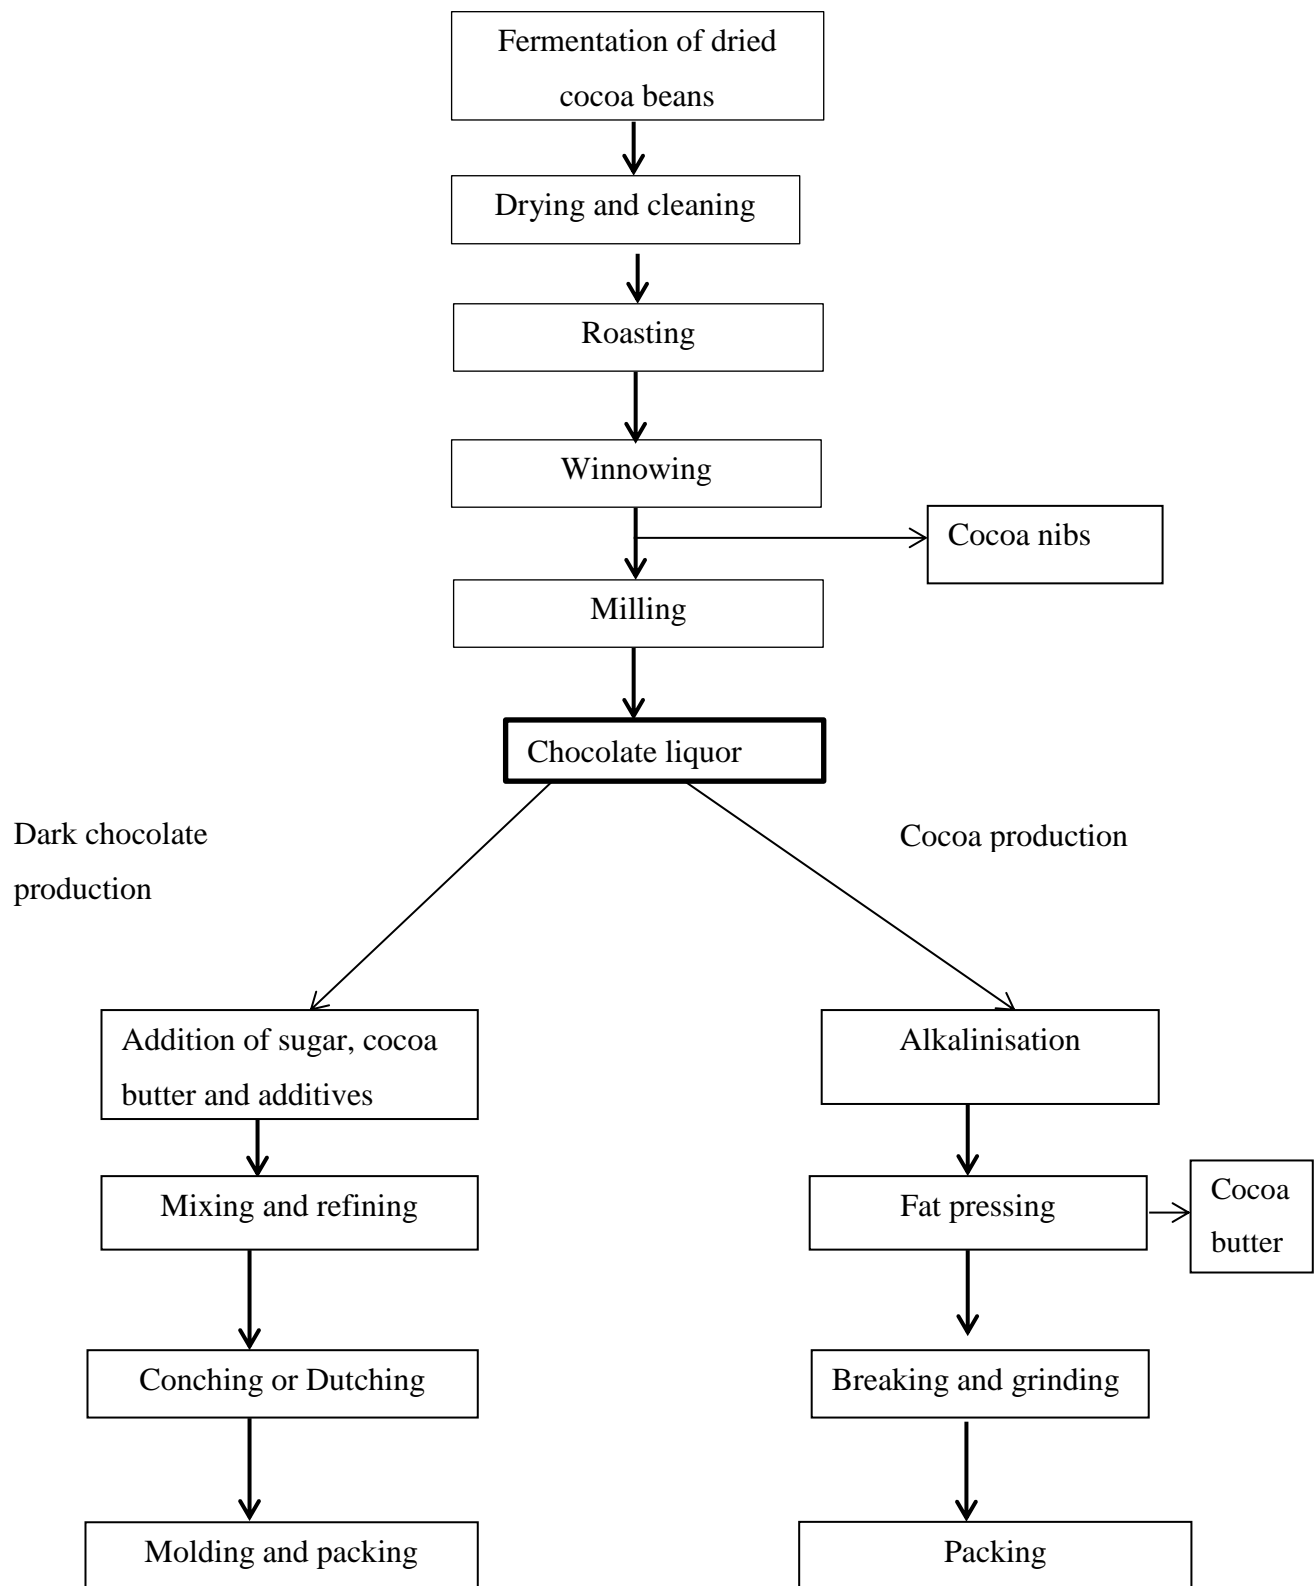 Fermentation of dried
cocoa beans
Drying and cleaning
Roasting
Winnowing
Cocoa nibs
Milling
Chocolate liquor
Dark chocolate
production
Cocoa production
Addition of sugar, cocoa
butter and additives
Alkalinisation
Mixing and refining
Fat pressing
Cocoa
butter
Conching or Dutching
Breaking and grinding
Molding and packing
Packing